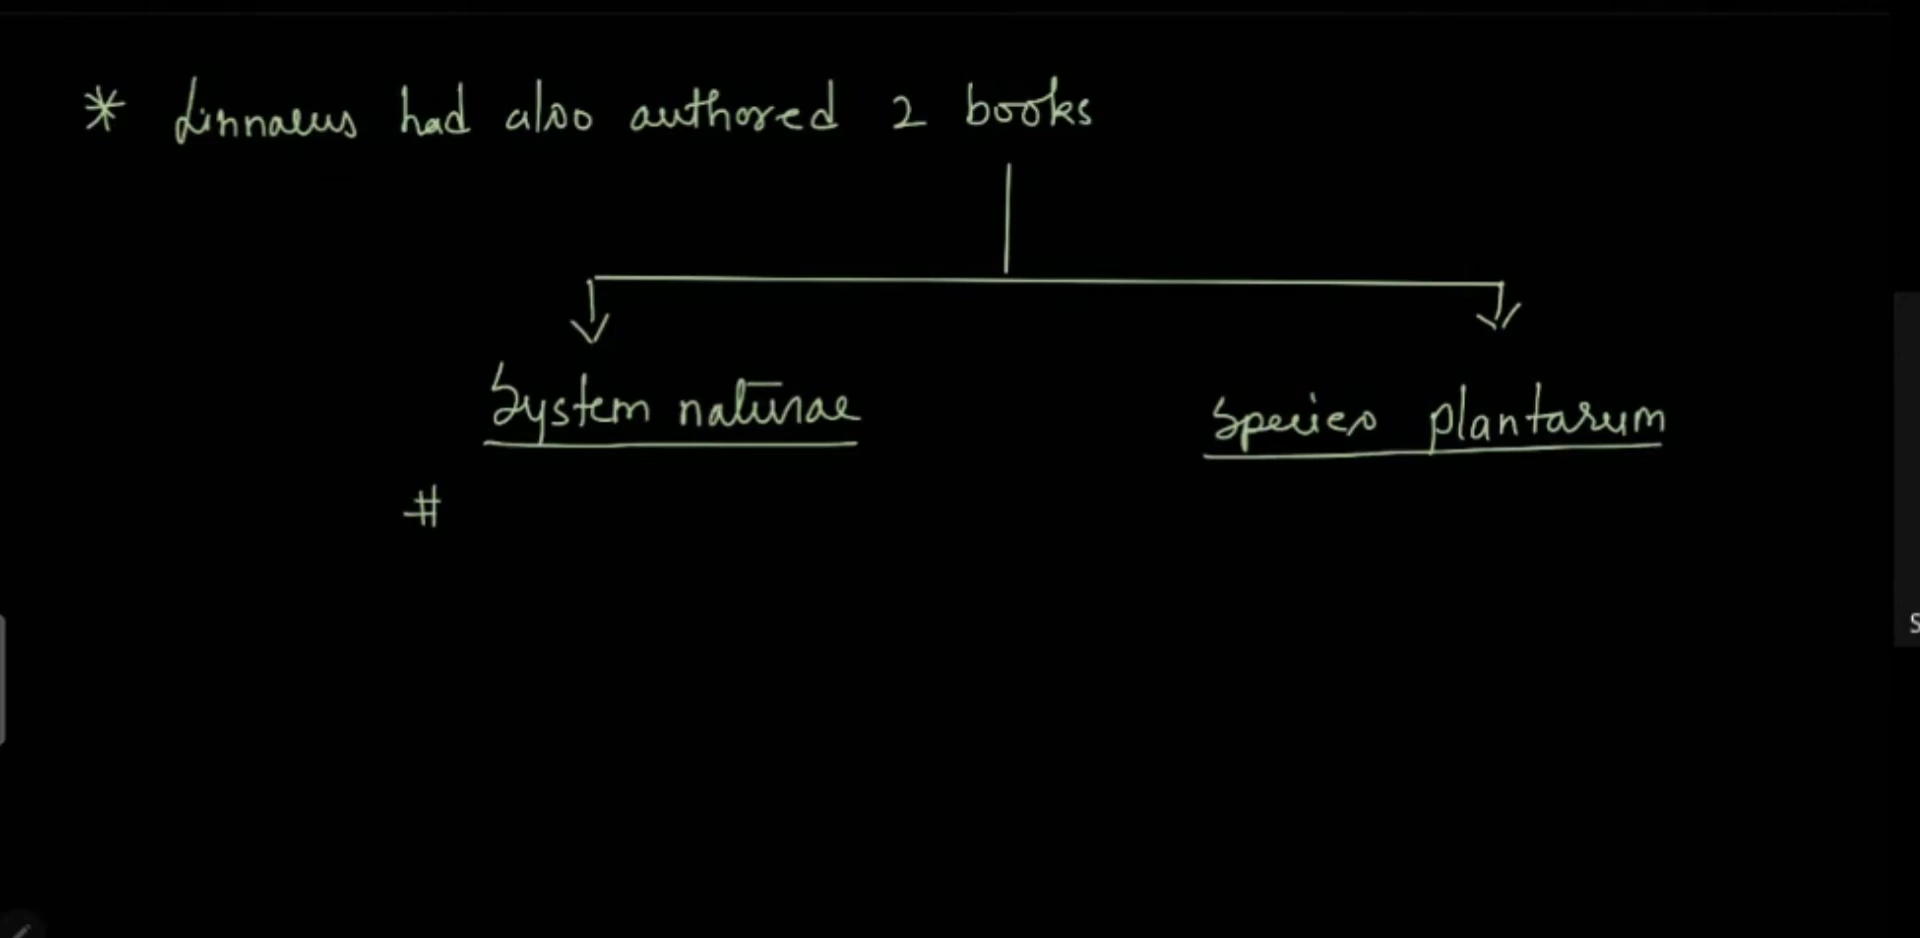 * Linnaeus had also authored 2 books
System naturae
Species plantarum
#
S